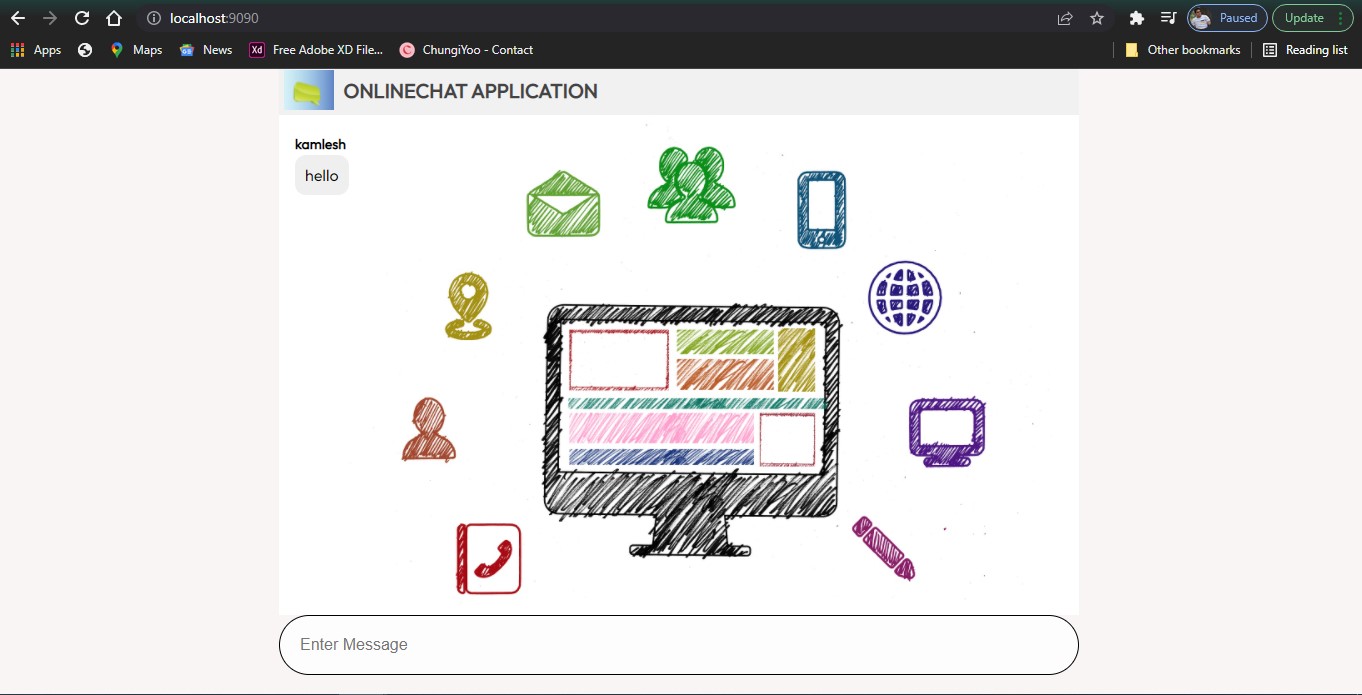 localhost:9090
Paused
Update
Apps
Maps
News
Xd
Free Adobe XD File...
ChungiYoo - Contact
Other bookmarks
Reading list
ONLINECHAT APPLICATION
kamlesh
hello
Enter Message